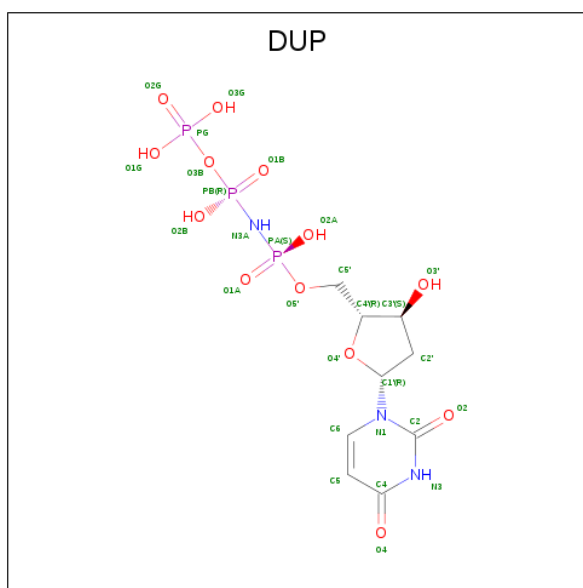 DUP
O2G O3G
O OH
P PG
HO O O1B
O1G O3B O
PB(R) P
HO NH O2A
O2B N3A PA(S) OH
P C5' O3'
O O OH
O1A O5' C4'(R) C3'(S)
O4' O C2'
C1'(R)
N O2
C6 N1 C2 O
C5 C4 NH N3
O
O4